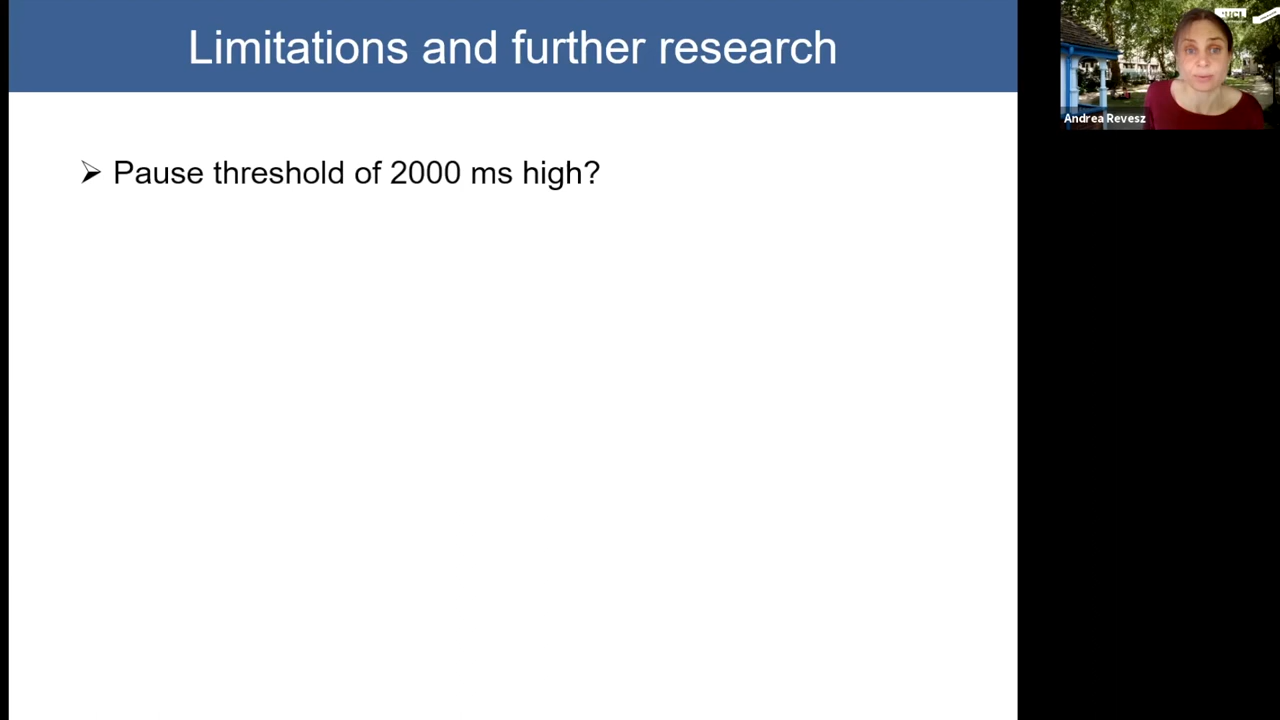 Limitations and further research
➢ Pause threshold of 2000 ms high?
Andrea Revesz